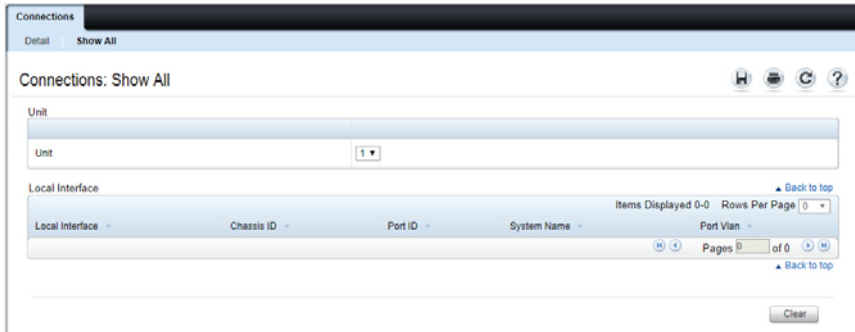 Connections
Detail Show All
Connections: Show All
?
Unit
Unit 1
Local Interface Back to top
Items Displayed 0-0 Rows Per Page 0
Local Interface Chassis ID Port ID System Name Port Vlan
Pages 0 of 0
Back to top
Clear